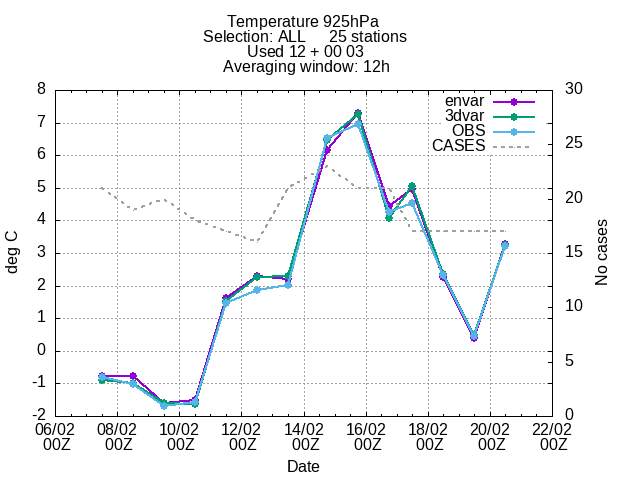 Temperature 925hPa
Selection: ALL 25 stations
Used 12 + 00 03
Averaging window: 12h
8
7
6
5
4
3
2
1
0
-1
-2
deg C
30
25
20
15
10
5
0
No cases
envar
3dvar
OBS
CASES
06/02 08/02 10/02 12/02 14/02 16/02 18/02 20/02 22/02
00Z 00Z 00Z 00Z 00Z 00Z 00Z 00Z 00Z
Date